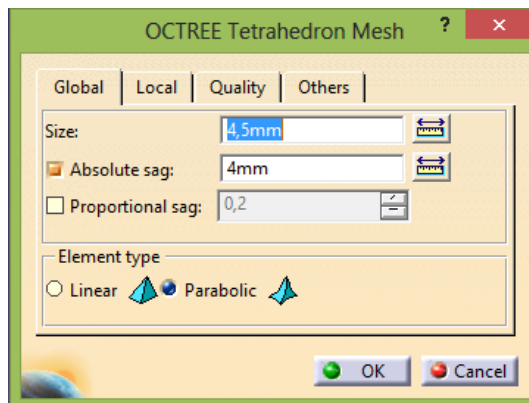 OCTREE Tetrahedron Mesh ? ×
Global Local Quality Others
Size: 4,5mm
Absolute sag: 4mm
Proportional sag: 0,2
Element type
Linear Parabolic
OK Cancel